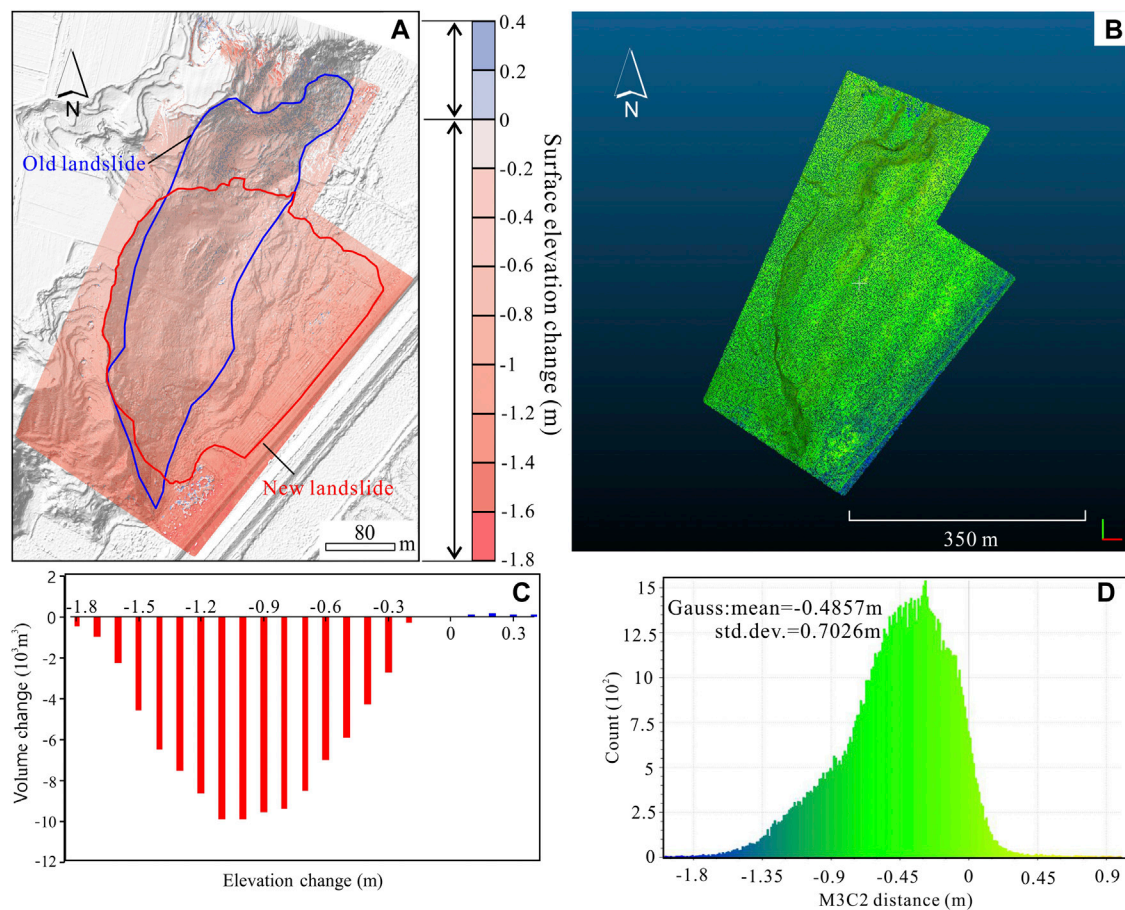 A
N
Old landslide
New landslide
80
m
0.4
0.2
0
-0.2
-0.4
-0.6
-0.8
-1
-1.2
-1.4
-1.6
-1.8
Surface elevation change (m)
B
N
350 m
C
2
0
-2
-4
-6
-8
-10
-12
-1.8 -1.5 -1.2 -0.9 -0.6 -0.3 0 0.3
Volume change (10³m³)
Elevation change (m)
D
Gauss:mean=-0.4857m
std.dev.=0.7026m
15
12.5
10
7.5
5
2.5
0
Count (10²)
-1.8 -1.35 -0.9 -0.45 0 0.45 0.9
M3C2 distance (m)